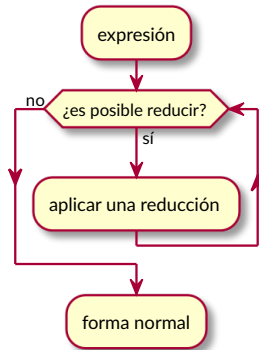 expresión
¿es posible reducir?
no
sí
aplicar una reducción
forma normal